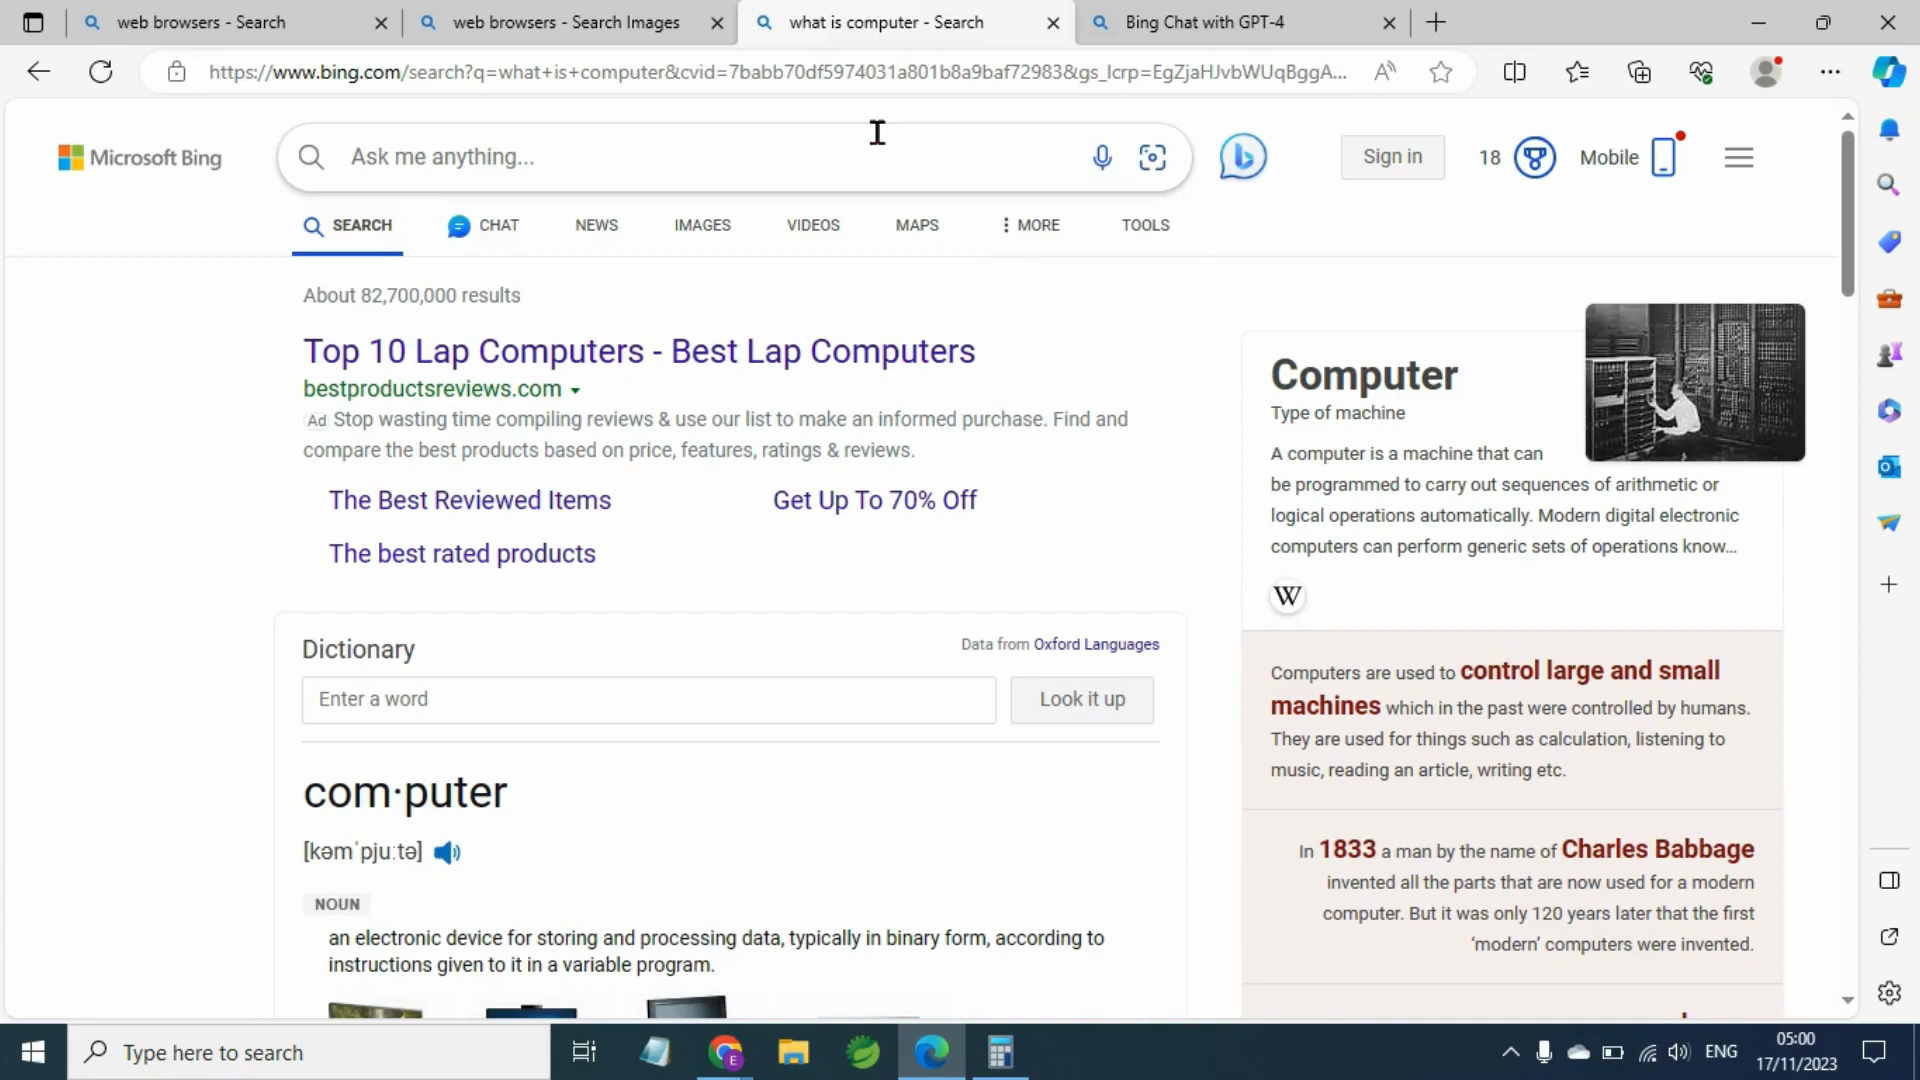 web browsers - Search
web browsers - Search Images
what is computer - Search
Bing Chat with GPT-4
https://www.bing.com/search?q=what+is+computer&cvid=7babb70df5974031a801b8a9baf72983&gs_lcrp=EgZjaHJvbWUqBggA...
Microsoft Bing
Ask me anything...
Sign in
18
Mobile
SEARCH
CHAT
NEWS
IMAGES
VIDEOS
MAPS
MORE
TOOLS
About 82,700,000 results
Top 10 Lap Computers - Best Lap Computers
bestproductsreviews.com
Ad Stop wasting time compiling reviews & use our list to make an informed purchase. Find and
compare the best products based on price, features, ratings & reviews.
The Best Reviewed Items
Get Up To 70% Off
The best rated products
Dictionary
Data from Oxford Languages
Enter a word
Look it up
com·puter
[kəmˈpjuːtə]
NOUN
an electronic device for storing and processing data, typically in binary form, according to
instructions given to it in a variable program.
Computer
Type of machine
A computer is a machine that can
be programmed to carry out sequences of arithmetic or
logical operations automatically. Modern digital electronic
computers can perform generic sets of operations know...
W
Computers are used to control large and small
machines which in the past were controlled by humans.
They are used for things such as calculation, listening to
music, reading an article, writing etc.
In 1833 a man by the name of Charles Babbage
invented all the parts that are now used for a modern
computer. But it was only 120 years later that the first
‘modern’ computers were invented.
Type here to search
E
ENG
05:00
17/11/2023